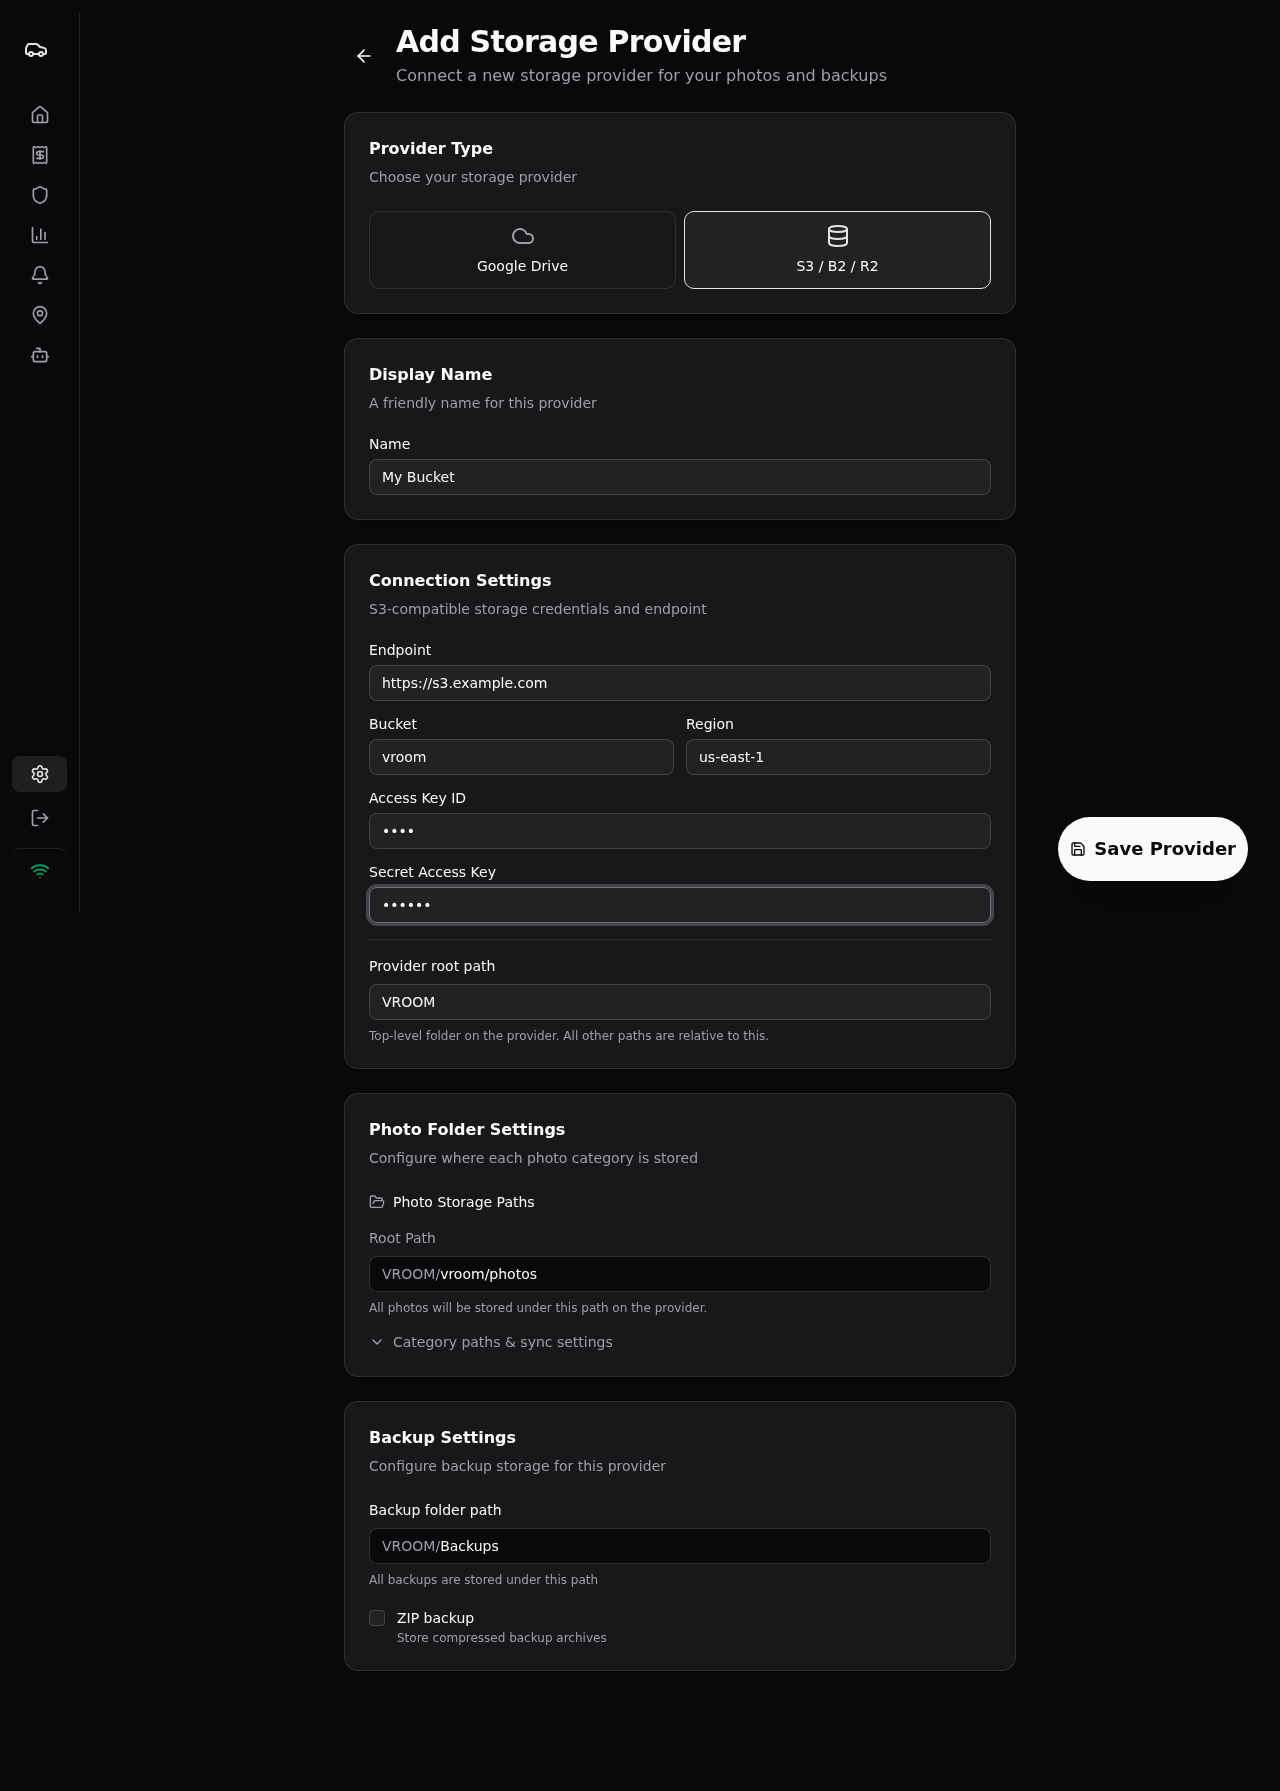 Add Storage Provider
Connect a new storage provider for your photos and backups
Provider Type
Choose your storage provider
Google Drive
S3 / B2 / R2
Display Name
A friendly name for this provider
Name
My Bucket
Connection Settings
S3-compatible storage credentials and endpoint
Endpoint
https://s3.example.com
Bucket
Region
vroom
us-east-1
Access Key ID
••••
Secret Access Key
••••••
Save Provider
Provider root path
VROOM
Top-level folder on the provider. All other paths are relative to this.
Photo Folder Settings
Configure where each photo category is stored
Photo Storage Paths
Root Path
VROOM/vroom/photos
All photos will be stored under this path on the provider.
Category paths & sync settings
Backup Settings
Configure backup storage for this provider
Backup folder path
VROOM/Backups
All backups are stored under this path
ZIP backup
Store compressed backup archives